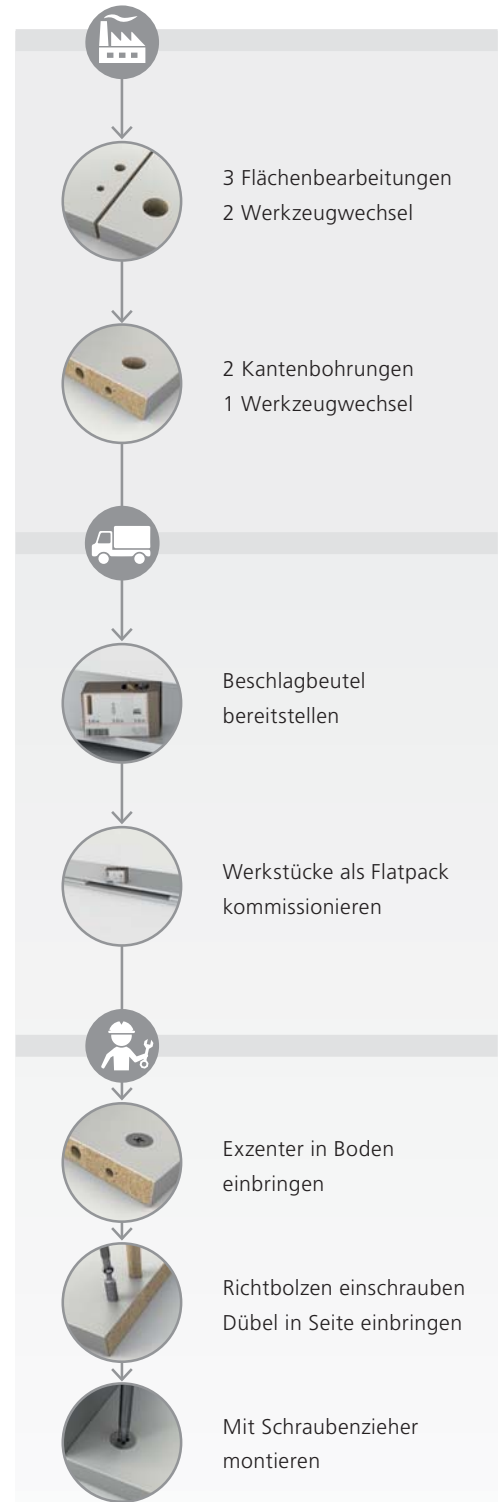 3 Flächenbearbeitungen
2 Werkzeugwechsel
2 Kantenbohrungen
1 Werkzeugwechsel
Beschlagbeutel
bereitstellen
Werkstücke als Flatpack
kommissionieren
Exzenter in Boden
einbringen
Richtbolzen einschrauben
Dübel in Seite einbringen
Mit Schraubenzieher
montieren